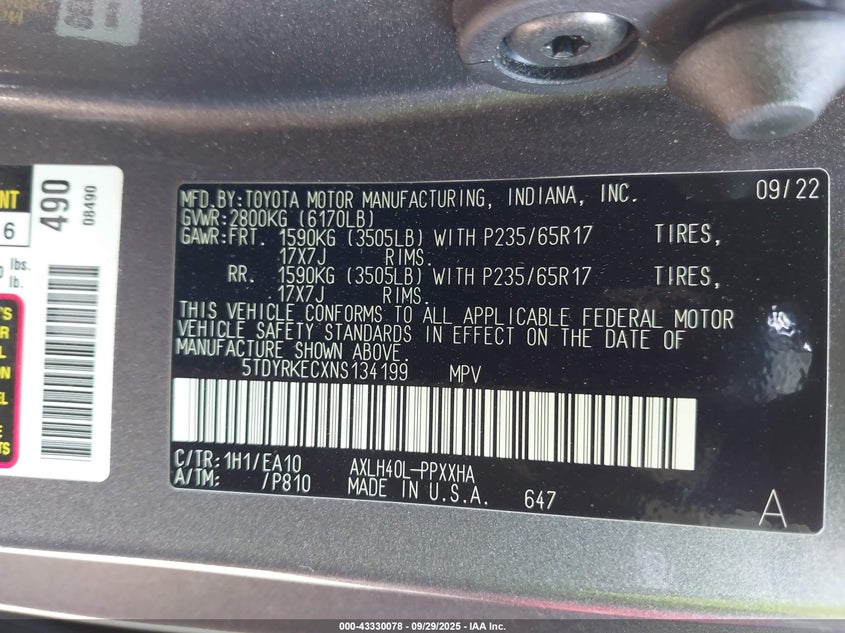 MFD.BY:TOYOTA MOTOR MANUFACTURING, INDIANA, INC. 09/22
GVWR:2800KG (6170LB)
GAWR:FRT. 1590KG (3505LB) WITH P235/65R17 TIRES,
17X7J RIMS.
RR. 1590KG (3505LB) WITH P235/65R17 TIRES,
17X7J RIMS.
THIS VEHICLE CONFORMS TO ALL APPLICABLE FEDERAL MOTOR
VEHICLE SAFETY STANDARDS IN EFFECT ON THE DATE OF
MANUFACTURE SHOWN ABOVE.
5TDYRKECXNS134199 MPV
C/TR:1H1/EA10 AXLH40L-PPXXHA
A/TM: /P810 MADE IN U.S.A. 647
A
490
08490
6
lbs.
lb.
000-43330078 - 09/29/2025 - IAA Inc.